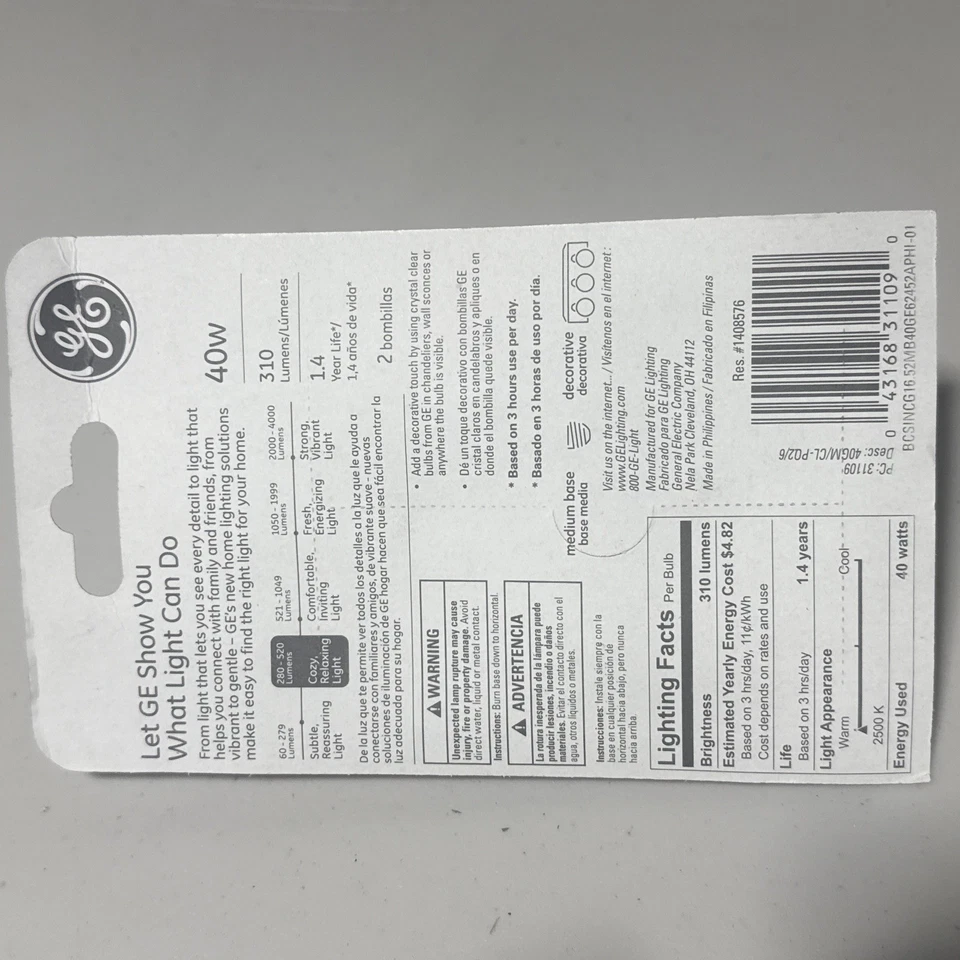 GE
Let GE Show You
What Light Can Do
From light that lets you see every detail to light that
helps you connect with family and friends, from
vibrant to gentle – GE's new home lighting solutions
make it easy to find the right light for your home.
40W
310
Lumens/Lúmenes
1.4
Year Life*/
1,4 años de vida*
2 bombillas
60 - 279
Lumens
280 - 520
Lumens
521 - 1049
Lumens
1050 - 1999
Lumens
2000 - 4000
Lumens
Subtle,
Reassuring
Light
Cozy,
Relaxing
Light
Comfortable,
Inviting
Light
Fresh,
Energizing
Light
Strong,
Vibrant
Light
De la luz que te permite ver todos los detalles a la luz que le ayuda a
conectarse con familiares y amigos, de vibrante suave - nuevas
soluciones de iluminación de GE hogar hacen que sea fácil encontrar la
luz adecuada para su hogar.
WARNING
Unexpected lamp rupture may cause
injury, fire or property damage. Avoid
direct water, liquid or metal contact.
Instructions: Burn base down to horizontal.
ADVERTENCIA
La rotura inesperada de la lámpara puede
producir lesiones, incendio o daños
materiales. Evitar el contacto directo con el
agua, otros líquidos o metales.
Instrucciones: Instale siempre con la
base en cualquier posición de
horizontal hacia abajo, pero nunca
hacia arriba.
• Add a decorative touch by using crystal clear
bulbs from GE in chandeliers, wall sconces or
anywhere the bulb is visible.
• Dé un toque decorativo con bombillas GE
cristal claros en candelabros y apliques o en
donde el bombilla quede visible.
* Based on 3 hours use per day.
* Basado en 3 horas de uso por día.
medium base
base media
decorative
decorativa
Visit us on the internet... / Visítenos en el internet:
www.GELighting.com
800-GE-Light
Manufactured for GE Lighting
Fabricado para GE Lighting
General Electric Company
Nela Park Cleveland, OH 44112
Made in Philippines / Fabricado en Filipinas
Res. #1408576
Lighting Facts Per Bulb
Brightness 310 lumens
Estimated Yearly Energy Cost $4.82
Based on 3 hrs/day, 11¢/kWh
Cost depends on rates and use
Life
Based on 3 hrs/day 1.4 years
Light Appearance
Warm Cool
2500 K
Energy Used 40 watts
PC: 31109
Desc: 40GM/CL-P02/6
0 43168 31109 0
BCSINCG1652MB40GE62452APHI-01